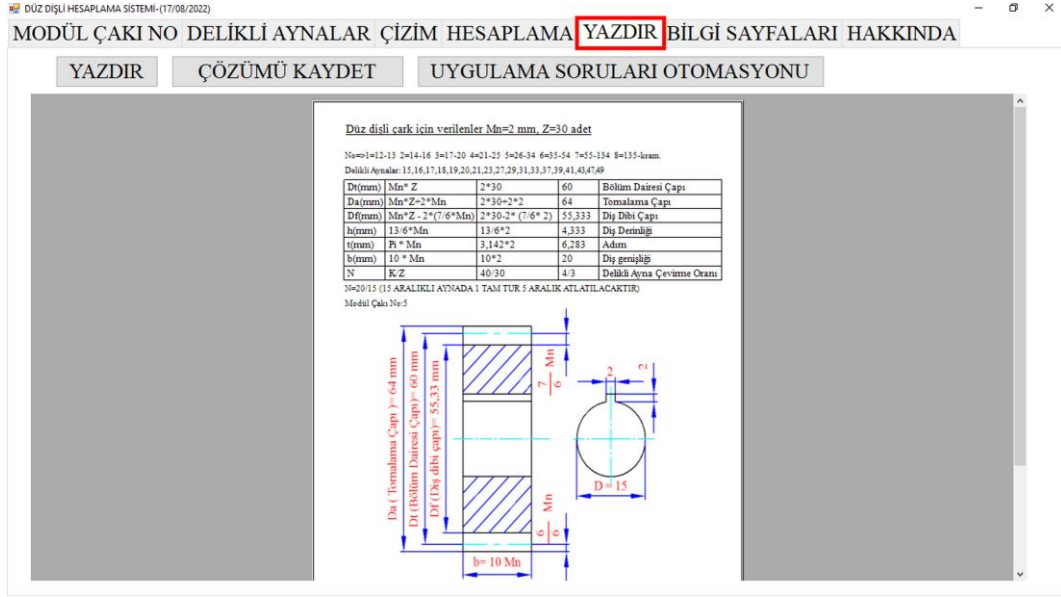 DÜZ DİŞLİ HESAPLAMA SİSTEMİ-(17/08/2022)
MODÜL ÇAKI NO DELİKLİ AYNALAR ÇİZİM HESAPLAMA YAZDIR BİLGİ SAYFALARI HAKKINDA
YAZDIR ÇÖZÜMÜ KAYDET UYGULAMA SORULARI OTOMASYONU
Düz dişli çark için verilenler Mn=2 mm, Z=30 adet
No=>1=12-13 2=14-16 3=17-20 4=21-25 5=26-34 6=35-54 7=55-134 8=135-kram.
Delikli Aynalar: 15,16,17,18,19,20,21,23,27,29,31,33,37,39,41,43,47,49
Dt(mm) Mn* Z 2*30 60 Bölüm Dairesi Çapı
Da(mm) Mn*Z+2*Mn 2*30+2*2 64 Tornalama Çapı
Df(mm) Mn*Z - 2*(7/6*Mn) 2*30-2* (7/6* 2) 55,333 Diş Dibi Çapı
h(mm) 13/6*Mn 13/6*2 4,333 Diş Derinliği
t(mm) Pi * Mn 3,142*2 6,283 Adım
b(mm) 10 * Mn 10*2 20 Diş genişliği
N K/Z 40/30 4/3 Delikli Ayna Çevirme Oranı
N=20/15 (15 ARALIKLI AYNADA 1 TAM TUR 5 ARALIK ATLATILACAKTIR)
Modül Çakı No:5
Da ( Tornalama Çapı )= 64 mm
Dt (Bölüm Dairesi Çapı)= 60 mm
Df (Diş dibi çapı)= 55,33 mm
7/6 Mn
6/6 Mn
b= 10 Mn
2
2
D = 15